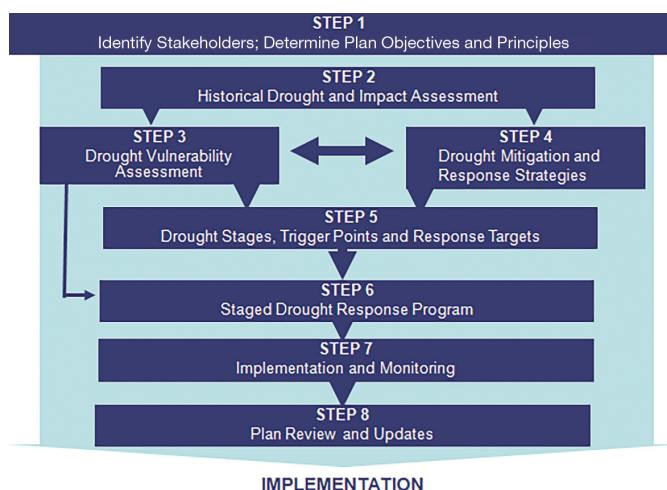 STEP 1
Identify Stakeholders; Determine Plan Objectives and Principles
STEP 2
Historical Drought and Impact Assessment
STEP 3
Drought Vulnerability
Assessment
STEP 4
Drought Mitigation and
Response Strategies
STEP 5
Drought Stages, Trigger Points and Response Targets
STEP 6
Staged Drought Response Program
STEP 7
Implementation and Monitoring
STEP 8
Plan Review and Updates
IMPLEMENTATION